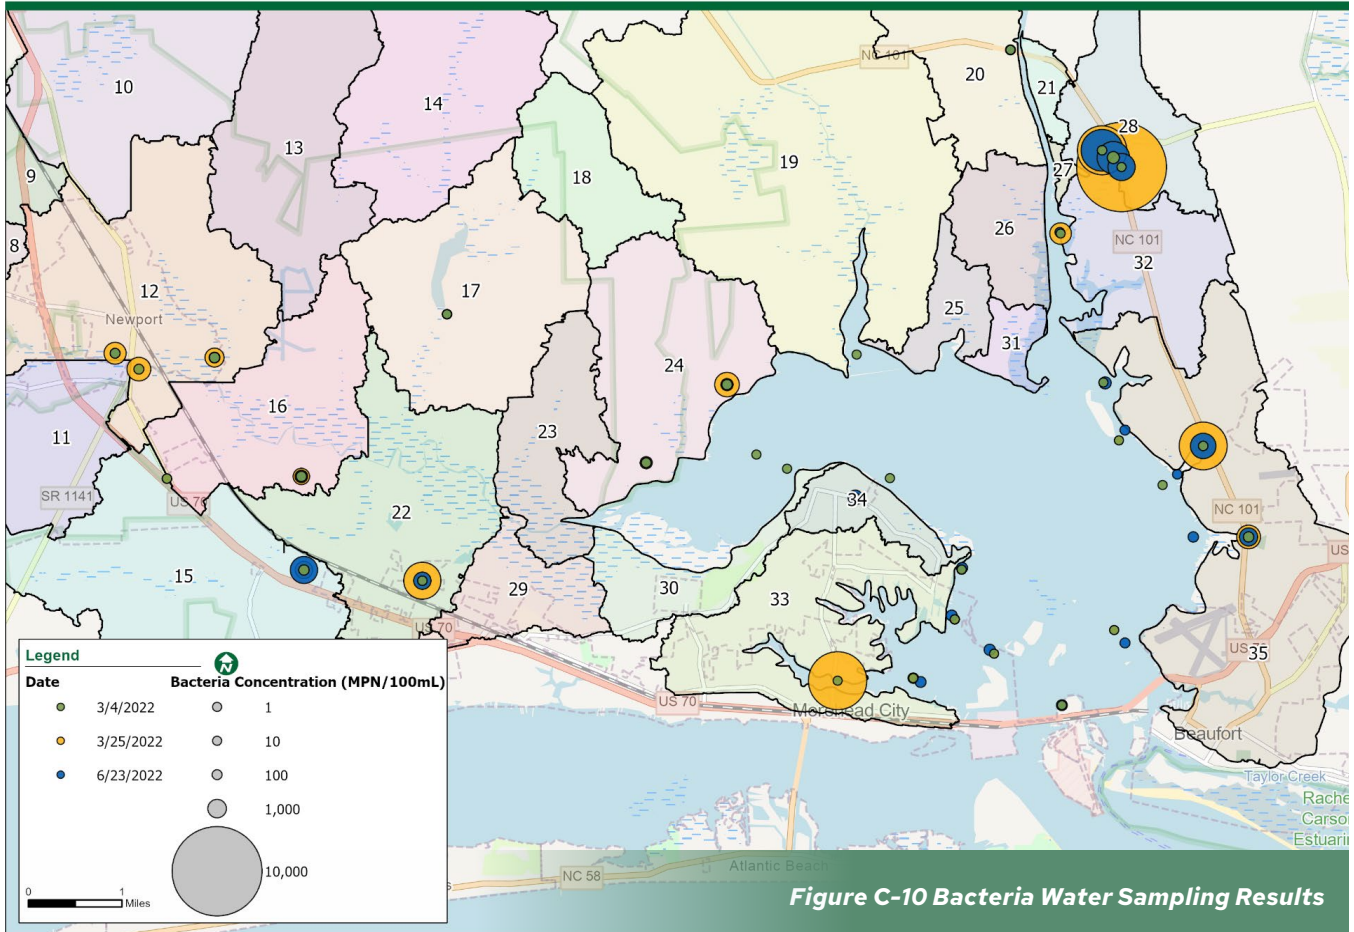 NC 101
10
14
20
21
28
13
19
9
18
27
26
8
NC 101
32
12
17
Newport
25
31
24
16
23
11
34
SR 1141
US 70
22
NC 101
US
15
29
30
33
35
US 70
US
US 70
Morehead City
Beaufort
Taylor Creek
Rache
Carso
Estuari
Atlantic Beach
NC 58
s
Legend
N
Date
Bacteria Concentration (MPN/100mL)
3/4/2022
1
3/25/2022
10
6/23/2022
100
1,000
10,000
0
1
Miles
Figure C-10 Bacteria Water Sampling Results